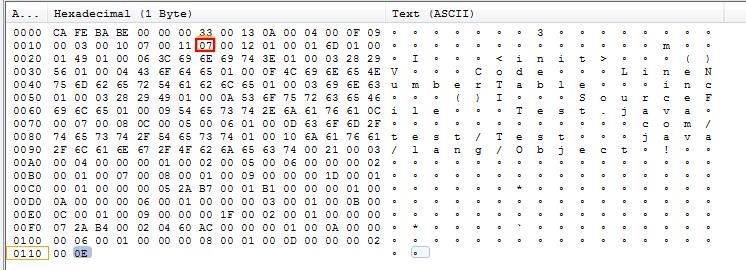 A... Hexadecimal (1 Byte) Text (ASCII)
0000 CA FE BA BE 00 00 00 33 00 13 0A 00 04 00 0F 09 ∘ ∘ ∘ ∘ ∘ ∘ ∘ 3 ∘ ∘ ∘ ∘ ∘ ∘ ∘ ∘
0010 00 03 00 10 07 00 11 07 00 12 01 00 01 6D 01 00 ∘ ∘ ∘ ∘ ∘ ∘ ∘ ∘ ∘ ∘ ∘ ∘ ∘ m ∘ ∘
0020 01 49 01 00 06 3C 69 6E 69 74 3E 01 00 03 28 29 ∘ I ∘ ∘ ∘ < i n i t > ∘ ∘ ∘ ( )
0030 56 01 00 04 43 6F 64 65 01 00 0F 4C 69 6E 65 4E V ∘ ∘ ∘ C o d e ∘ ∘ ∘ L i n e N
0040 75 6D 62 65 72 54 61 62 6C 65 01 00 03 69 6E 63 u m b e r T a b l e ∘ ∘ ∘ i n c
0050 01 00 03 28 29 49 01 00 0A 53 6F 75 72 63 65 46 ∘ ∘ ∘ ( ) I ∘ ∘ ∘ S o u r c e F
0060 69 6C 65 01 00 09 54 65 73 74 2E 6A 61 76 61 0C i l e ∘ ∘ ∘ T e s t . j a v a ∘
0070 00 07 00 08 0C 00 05 00 06 01 00 0D 63 6F 6D 2F ∘ ∘ ∘ ∘ ∘ ∘ ∘ ∘ ∘ ∘ ∘ ∘ c o m /
0080 74 65 73 74 2F 54 65 73 74 01 00 10 6A 61 76 61 t e s t / T e s t ∘ ∘ ∘ j a v a
0090 2F 6C 61 6E 67 2F 4F 62 6A 65 63 74 00 21 00 03 / l a n g / O b j e c t ∘ ! ∘ ∘
00A0 00 04 00 00 00 01 00 02 00 05 00 06 00 00 00 02 ∘ ∘ ∘ ∘ ∘ ∘ ∘ ∘ ∘ ∘ ∘ ∘ ∘ ∘ ∘ ∘
00B0 00 01 00 07 00 08 00 01 00 09 00 00 00 1D 00 01 ∘ ∘ ∘ ∘ ∘ ∘ ∘ ∘ ∘ ∘ ∘ ∘ ∘ ∘ ∘ ∘
00C0 00 01 00 00 00 05 2A B7 00 01 B1 00 00 00 01 00 ∘ ∘ ∘ ∘ ∘ ∘ * ∘ ∘ ∘ ∘ ∘ ∘ ∘ ∘ ∘
00D0 0A 00 00 00 06 00 01 00 00 00 03 00 01 00 0B 00 ∘ ∘ ∘ ∘ ∘ ∘ ∘ ∘ ∘ ∘ ∘ ∘ ∘ ∘ ∘ ∘
00E0 0C 00 01 00 09 00 00 00 1F 00 02 00 01 00 00 00 ∘ ∘ ∘ ∘ ∘ ∘ ∘ ∘ ∘ ∘ ∘ ∘ ∘ ∘ ∘ ∘
00F0 07 2A B4 00 02 04 60 AC 00 00 00 01 00 0A 00 00 ∘ * ∘ ∘ ∘ ∘ ` ∘ ∘ ∘ ∘ ∘ ∘ ∘ ∘ ∘
0100 00 06 00 01 00 00 00 08 00 01 00 0D 00 00 00 02 ∘ ∘ ∘ ∘ ∘ ∘ ∘ ∘ ∘ ∘ ∘ ∘ ∘ ∘ ∘ ∘
0110 00 0E ∘ ∘